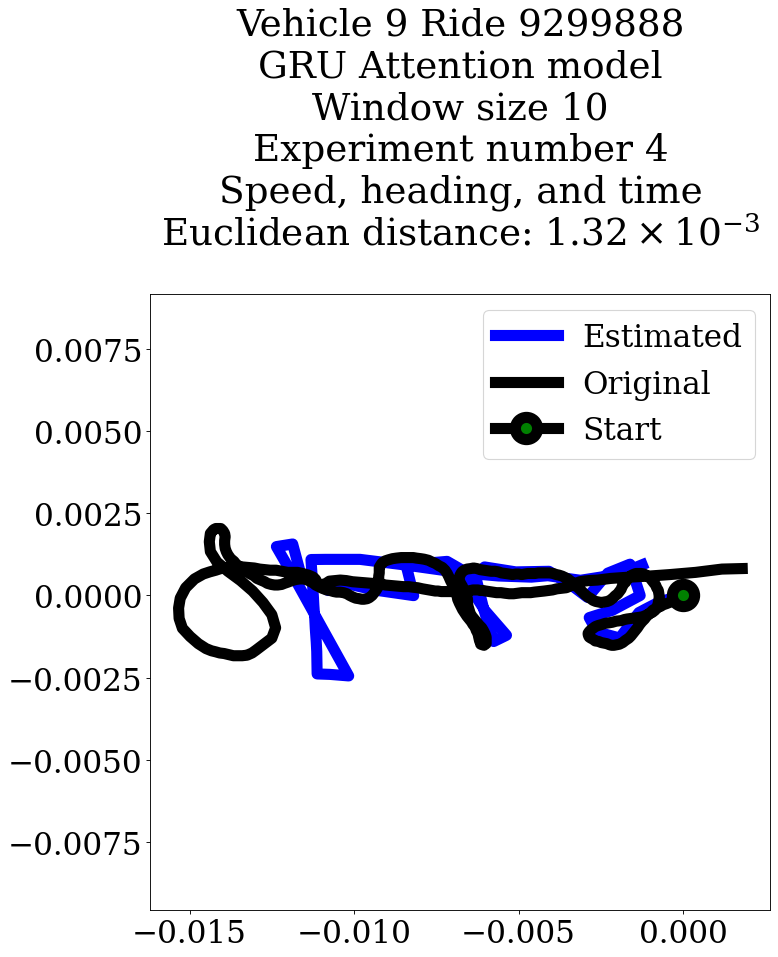 Vehicle 9 Ride 9299888
GRU Attention model
Window size 10
Experiment number 4
Speed, heading, and time
Euclidean distance: 1.32 × 10⁻³
Estimated
Original
Start
0.0075
0.0050
0.0025
0.0000
−0.0025
−0.0050
−0.0075
−0.015 −0.010 −0.005 0.000